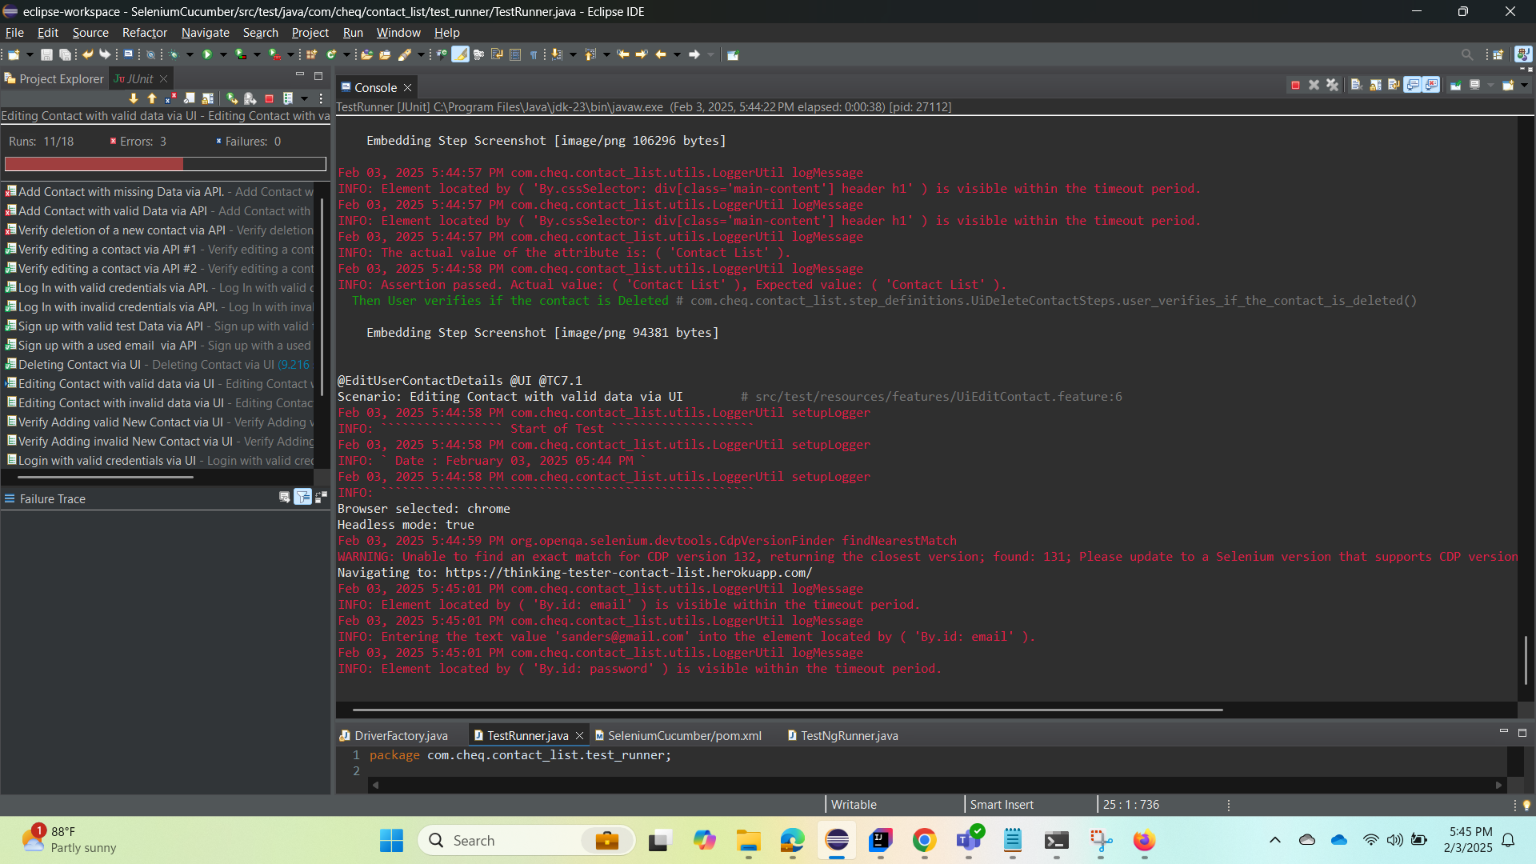 eclipse-workspace - SeleniumCucumber/src/test/java/com/cheq/contact_list/test_runner/TestRunner.java - Eclipse IDE
File Edit Source Refactor Navigate Search Project Run Window Help
Project Explorer JUnit
Editing Contact with valid data via UI - Editing Contact with va
Runs: 11/18 Errors: 3 Failures: 0
Add Contact with missing Data via API. - Add Contact w
Add Contact with valid Data via API - Add Contact with
Verify deletion of a new contact via API - Verify deletion
Verify editing a contact via API #1 - Verify editing a cont
Verify editing a contact via API #2 - Verify editing a cont
Log In with valid credentials via API. - Log In with valid
Log In with invalid credentials via API. - Log In with inva
Sign up with valid test Data via API - Sign up with valid
Sign up with a used email via API - Sign up with a used
Deleting Contact via UI - Deleting Contact via UI (9.216
Editing Contact with valid data via UI - Editing Contact
Editing Contact with invalid data via UI - Editing Contac
Verify Adding valid New Contact via UI - Verify Adding
Verify Adding invalid New Contact via UI - Verify Adding
Login with valid credentials via UI - Login with valid cre
Failure Trace
Console
TestRunner [JUnit] C:\Program Files\Java\jdk-23\bin\javaw.exe (Feb 3, 2025, 5:44:22 PM elapsed: 0:00:38) [pid: 27112]
Embedding Step Screenshot [image/png 106296 bytes]
Feb 03, 2025 5:44:57 PM com.cheq.contact_list.utils.LoggerUtil logMessage
INFO: Element located by ( 'By.cssSelector: div[class='main-content'] header h1' ) is visible within the timeout period.
Feb 03, 2025 5:44:57 PM com.cheq.contact_list.utils.LoggerUtil logMessage
INFO: Element located by ( 'By.cssSelector: div[class='main-content'] header h1' ) is visible within the timeout period.
Feb 03, 2025 5:44:57 PM com.cheq.contact_list.utils.LoggerUtil logMessage
INFO: The actual value of the attribute is: ( 'Contact List' ).
Feb 03, 2025 5:44:58 PM com.cheq.contact_list.utils.LoggerUtil logMessage
INFO: Assertion passed. Actual value: ( 'Contact List' ), Expected value: ( 'Contact List' ).
Then User verifies if the contact is Deleted # com.cheq.contact_list.step_definitions.UiDeleteContactSteps.user_verifies_if_the_contact_is_deleted()
Embedding Step Screenshot [image/png 94381 bytes]
@EditUserContactDetails @UI @TC7.1
Scenario: Editing Contact with valid data via UI # src/test/resources/features/UiEditContact.feature:6
Feb 03, 2025 5:44:58 PM com.cheq.contact_list.utils.LoggerUtil setupLogger
INFO: ````````````````` Start of Test ````````````````````
Feb 03, 2025 5:44:58 PM com.cheq.contact_list.utils.LoggerUtil setupLogger
INFO: ` Date : February 03, 2025 05:44 PM `
Feb 03, 2025 5:44:58 PM com.cheq.contact_list.utils.LoggerUtil setupLogger
INFO: ````````````````````````````````````````````````````
Browser selected: chrome
Headless mode: true
Feb 03, 2025 5:44:59 PM org.openqa.selenium.devtools.CdpVersionFinder findNearestMatch
WARNING: Unable to find an exact match for CDP version 132, returning the closest version; found: 131; Please update to a Selenium version that supports CDP version
Navigating to: https://thinking-tester-contact-list.herokuapp.com/
Feb 03, 2025 5:45:01 PM com.cheq.contact_list.utils.LoggerUtil logMessage
INFO: Element located by ( 'By.id: email' ) is visible within the timeout period.
Feb 03, 2025 5:45:01 PM com.cheq.contact_list.utils.LoggerUtil logMessage
INFO: Entering the text value 'sanders@gmail.com' into the element located by ( 'By.id: email' ).
Feb 03, 2025 5:45:01 PM com.cheq.contact_list.utils.LoggerUtil logMessage
INFO: Element located by ( 'By.id: password' ) is visible within the timeout period.
DriverFactory.java TestRunner.java SeleniumCucumber/pom.xml TestNgRunner.java
1 package com.cheq.contact_list.test_runner;
2
Writable Smart Insert 25 : 1 : 736
1
88°F
Partly sunny
Search
5:45 PM
2/3/2025